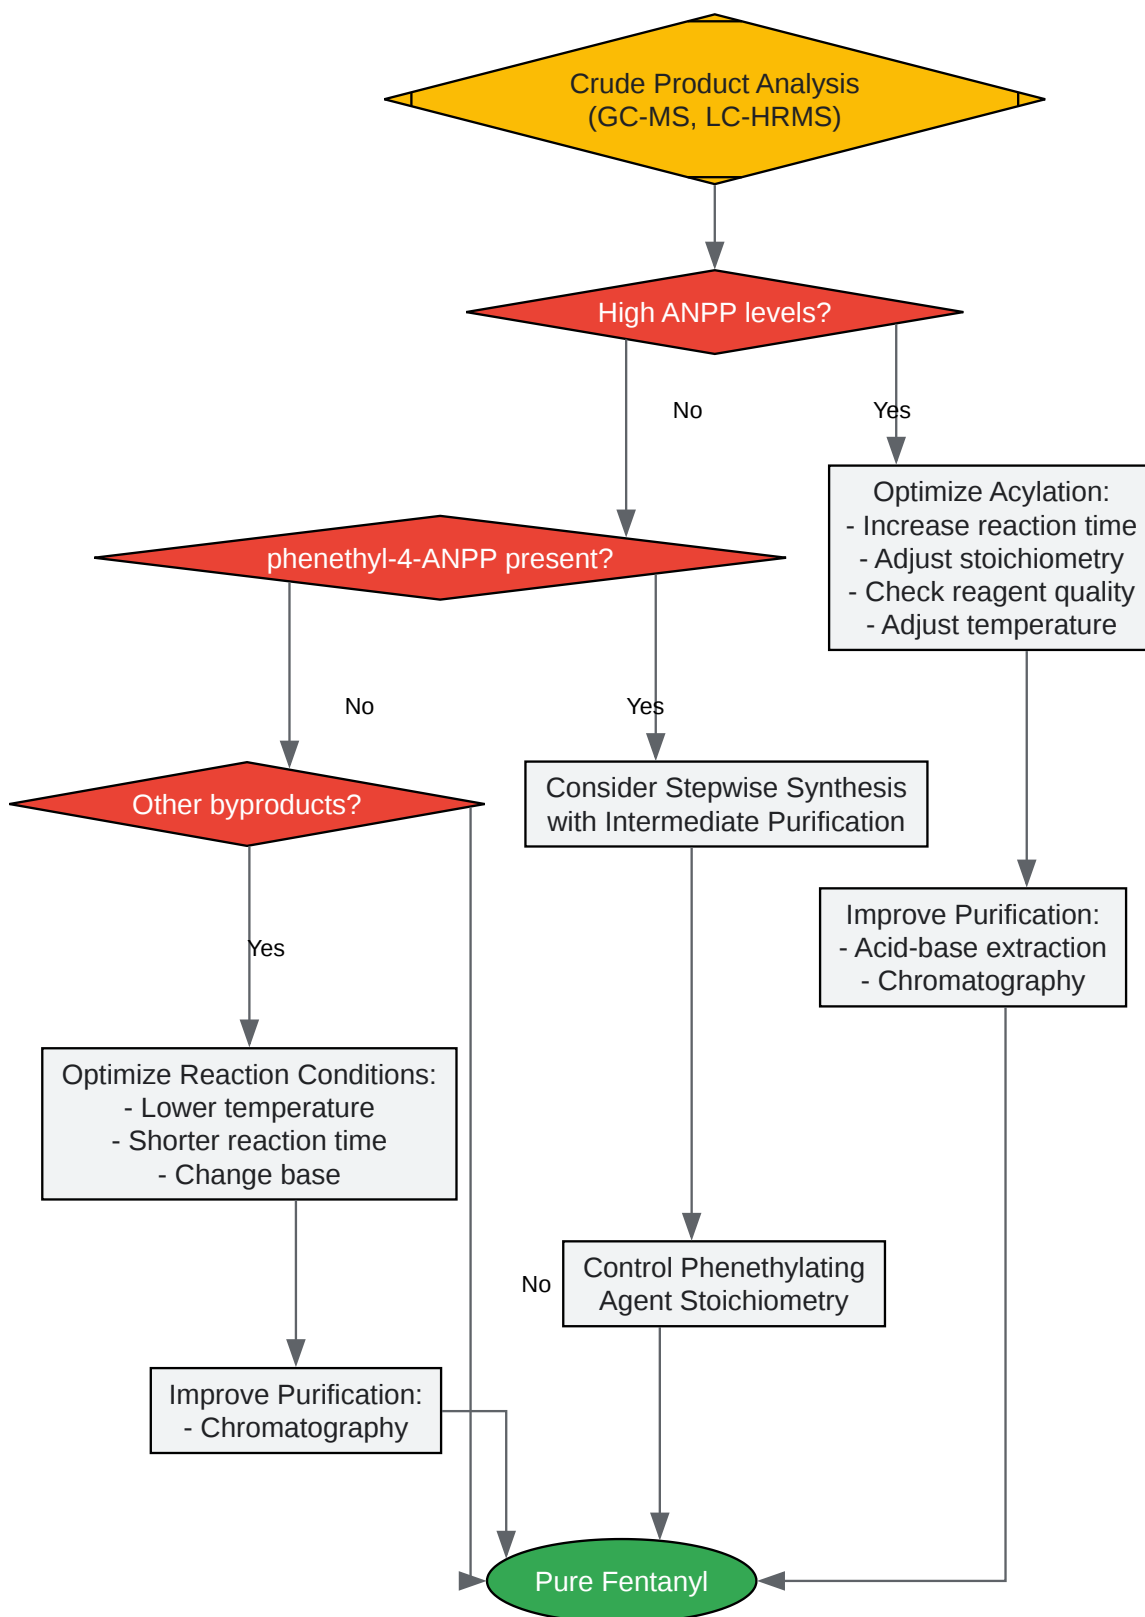 Crude Product Analysis
(GC-MS, LC-HRMS)
High ANPP levels?
No
Yes
Optimize Acylation:
- Increase reaction time
- Adjust stoichiometry
- Check reagent quality
- Adjust temperature
phenethyl-4-ANPP present?
No
Yes
Other byproducts?
Consider Stepwise Synthesis
with Intermediate Purification
Improve Purification:
- Acid-base extraction
- Chromatography
Yes
Optimize Reaction Conditions:
- Lower temperature
- Shorter reaction time
- Change base
No
Control Phenethylating
Agent Stoichiometry
Improve Purification:
- Chromatography
Pure Fentanyl